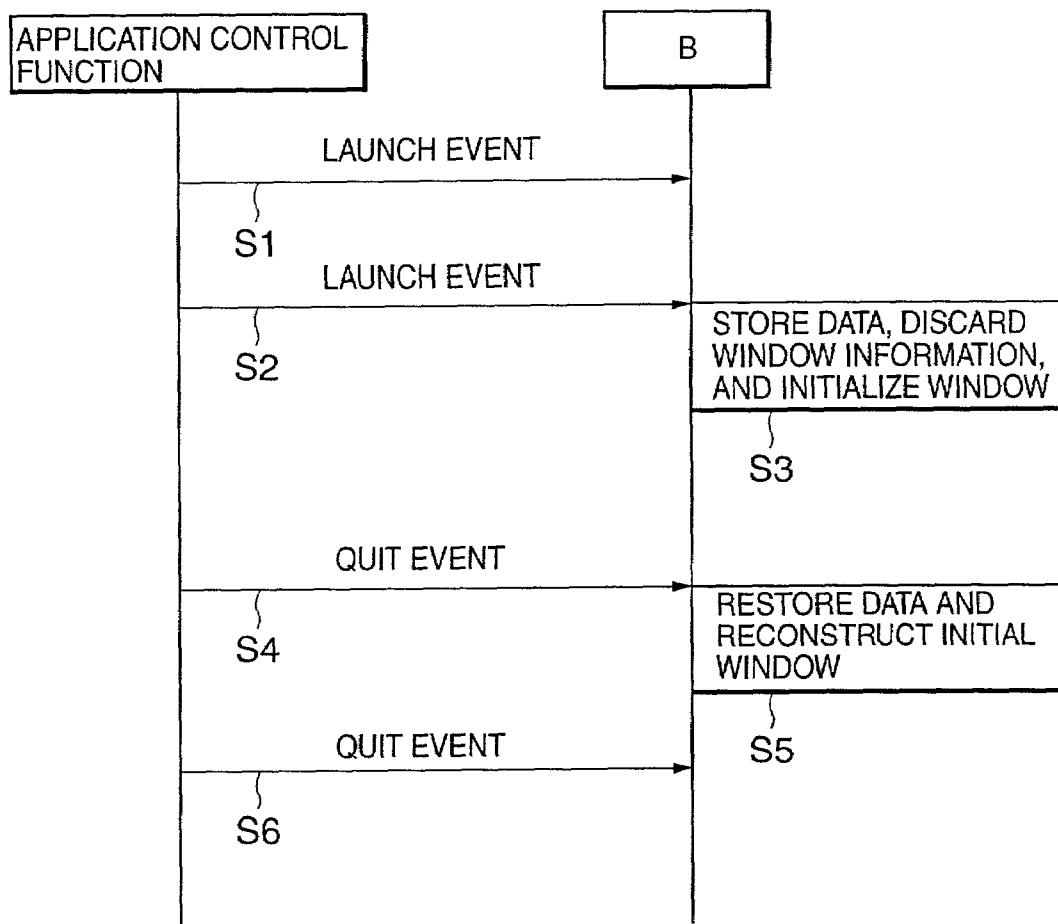 APPLICATION CONTROL
FUNCTION
B
LAUNCH EVENT
S1
LAUNCH EVENT
S2
STORE DATA, DISCARD
WINDOW INFORMATION,
AND INITIALIZE WINDOW
S3
QUIT EVENT
S4
RESTORE DATA AND
RECONSTRUCT INITIAL
WINDOW
S5
QUIT EVENT
S6